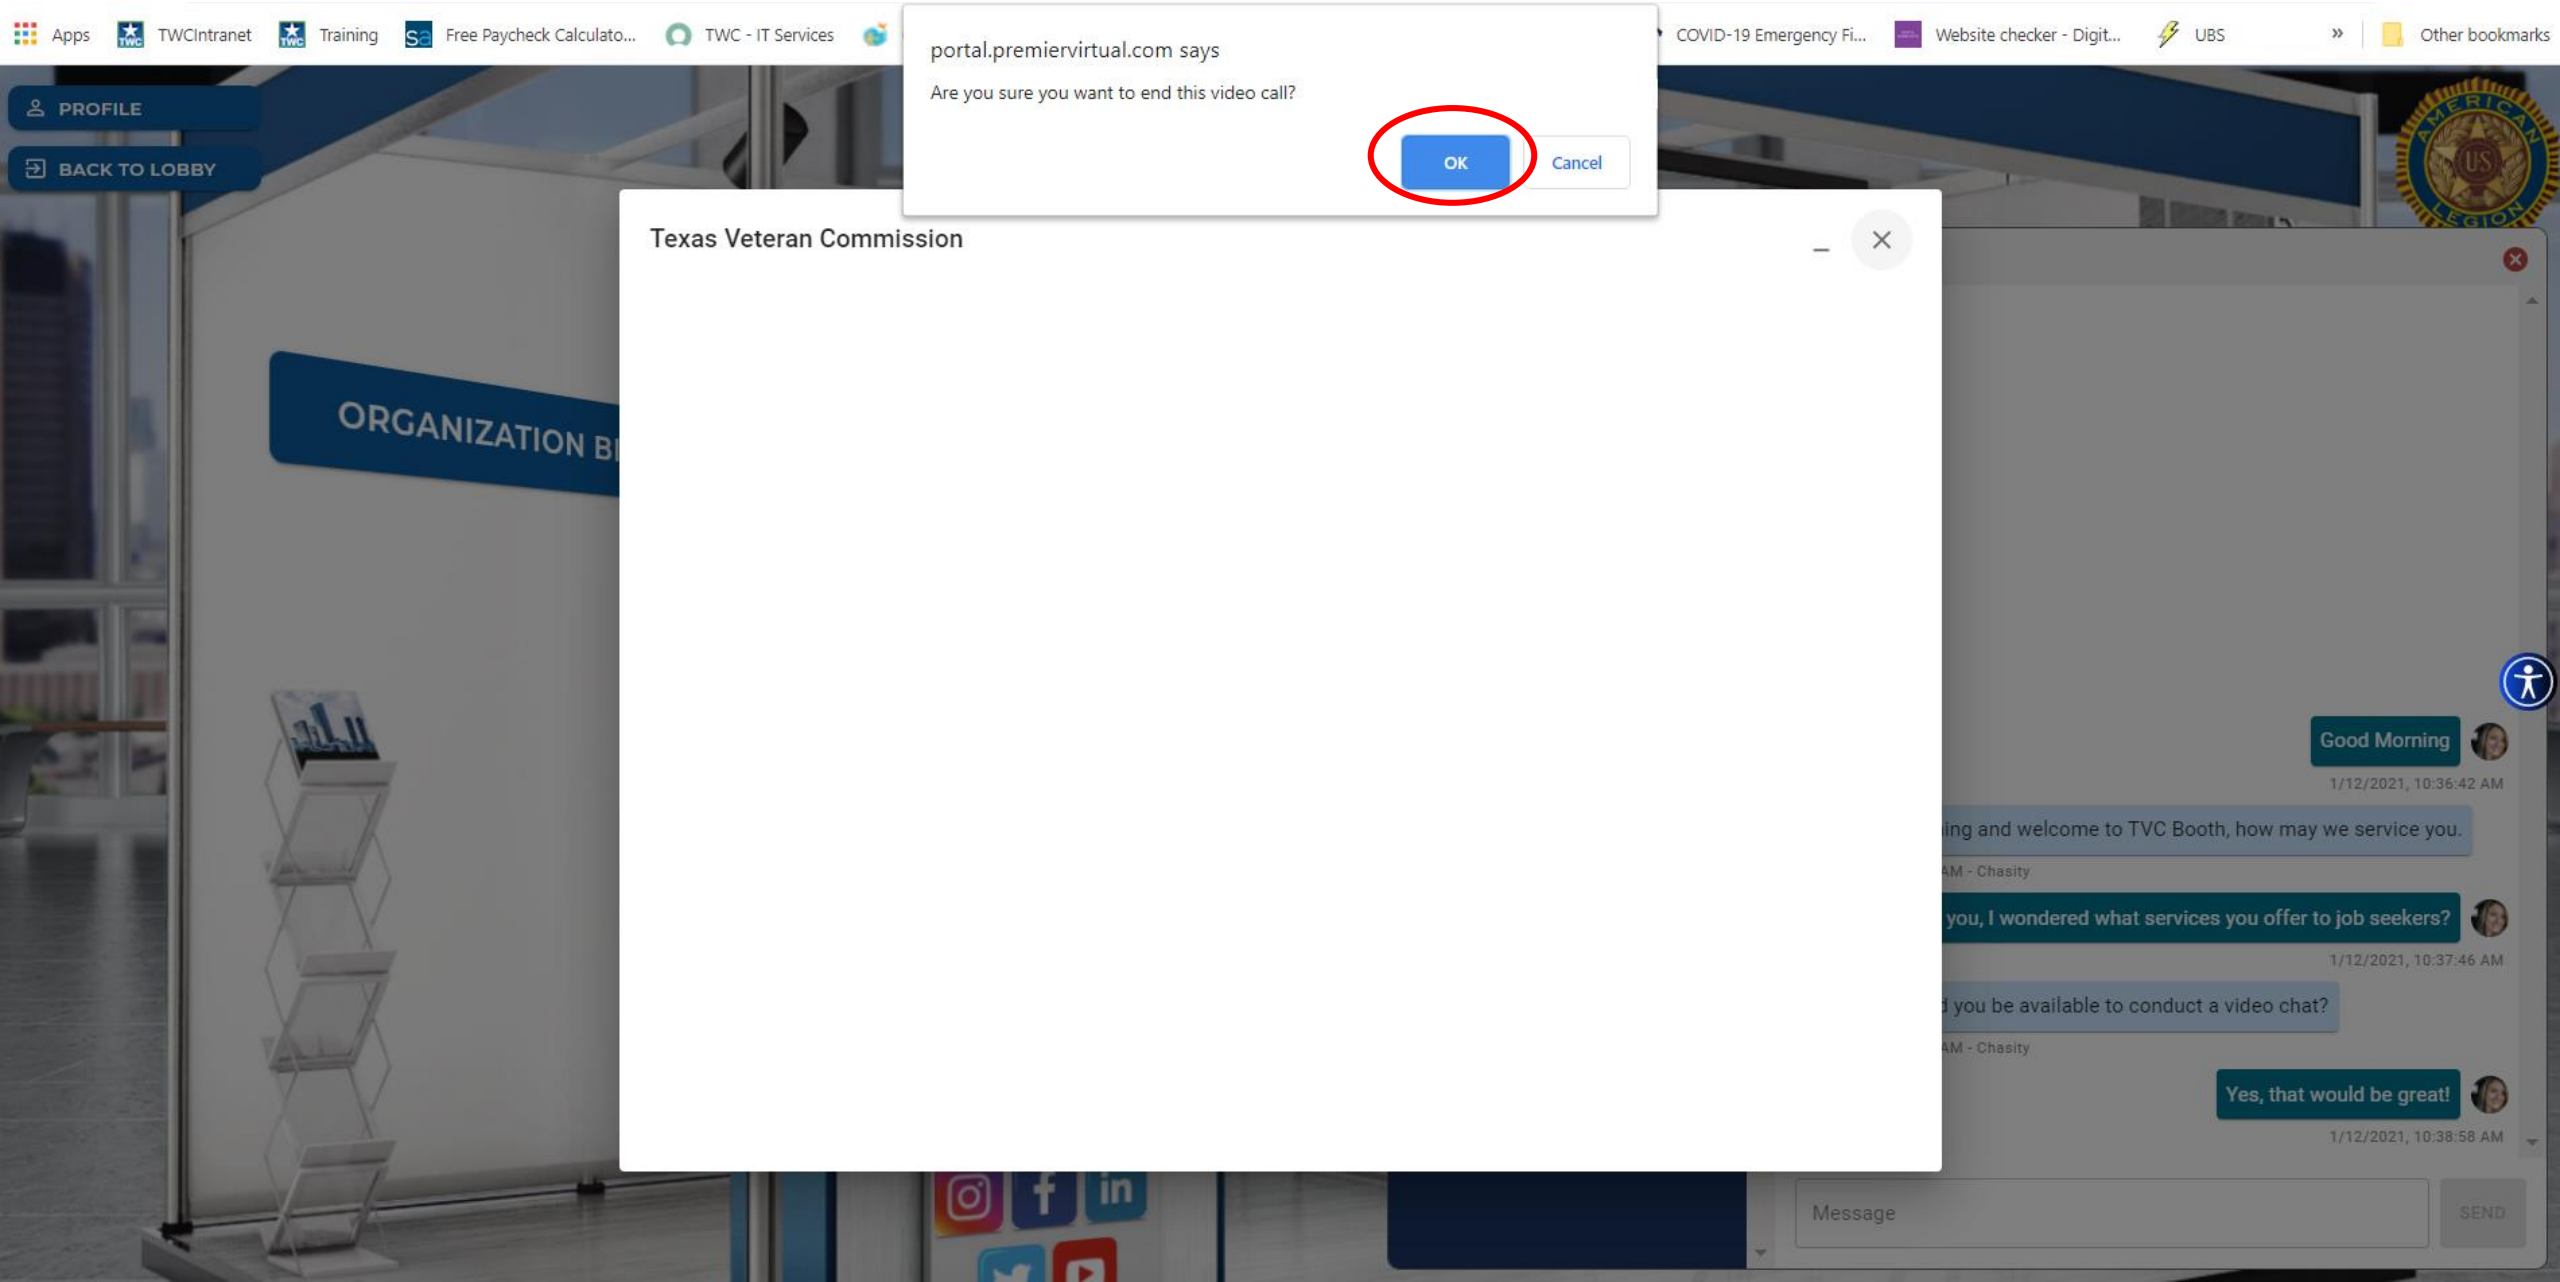 Apps TWCIntranet Training Free Paycheck Calculato... TWC - IT Services COVID-19 Emergency Fi... Website checker - Digit... UBS » Other bookmarks
portal.premiervirtual.com says
Are you sure you want to end this video call?
OK Cancel
PROFILE
BACK TO LOBBY
AMERICAN
US
LEGION
Texas Veteran Commission
ORGANIZATION
Good Morning
1/12/2021, 10:36:42 AM
and welcome to TVC Booth, how may we service you.
AM - Chasity
you, I wondered what services you offer to job seekers?
1/12/2021, 10:37:46 AM
you be available to conduct a video chat?
AM - Chasity
Yes, that would be great!
1/12/2021, 10:38:58 AM
Message
SEND